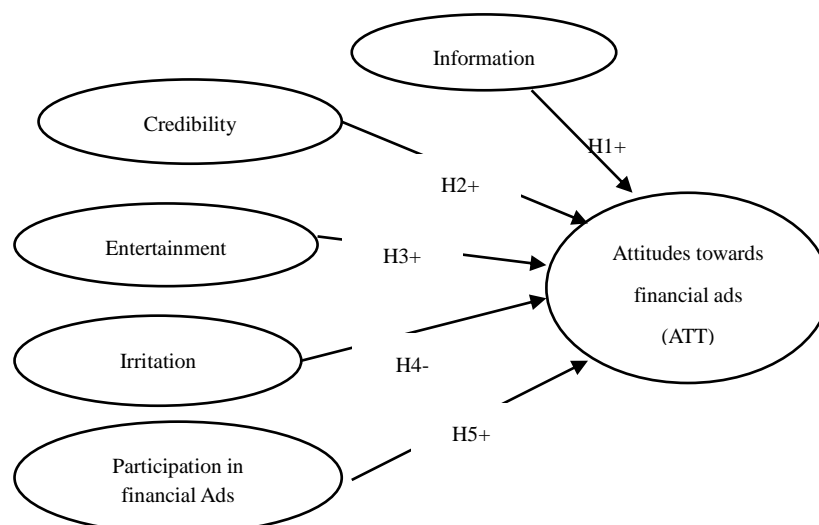 Information
H1+
Credibility
H2+
Entertainment
H3+
Attitudes towards
financial ads
(ATT)
Irritation
H4-
H5+
Participation in
financial Ads